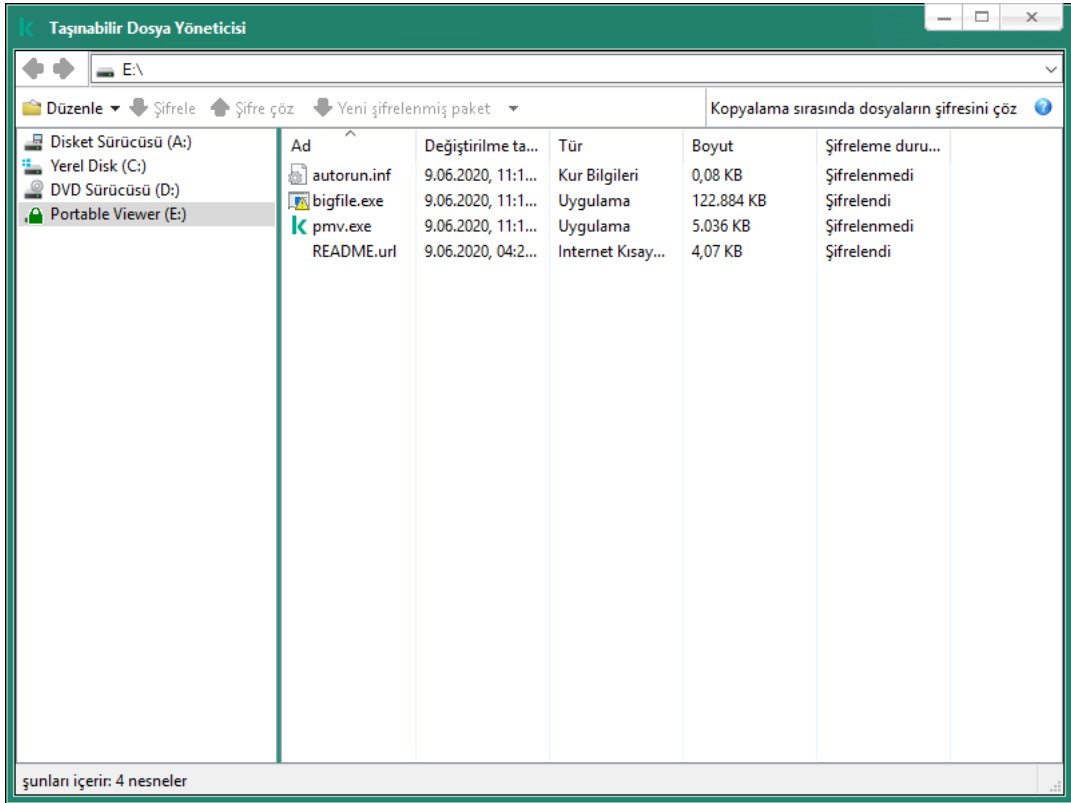 Taşınabilir Dosya Yöneticisi
E:\
Düzenle Şifrele Şifre çöz Yeni şifrelenmiş paket Kopyalama sırasında dosyaların şifresini çöz
Disket Sürücüsü (A:)
Yerel Disk (C:)
DVD Sürücüsü (D:)
Portable Viewer (E:)
Ad Değiştirilme ta... Tür Boyut Şifreleme duru...
autorun.inf 9.06.2020, 11:1... Kur Bilgileri 0,08 KB Şifrelenmedi
bigfile.exe 9.06.2020, 11:1... Uygulama 122.884 KB Şifrelendi
pmv.exe 9.06.2020, 11:1... Uygulama 5.036 KB Şifrelenmedi
README.url 9.06.2020, 04:2... Internet Kısay... 4,07 KB Şifrelendi
şunları içerir: 4 nesneler